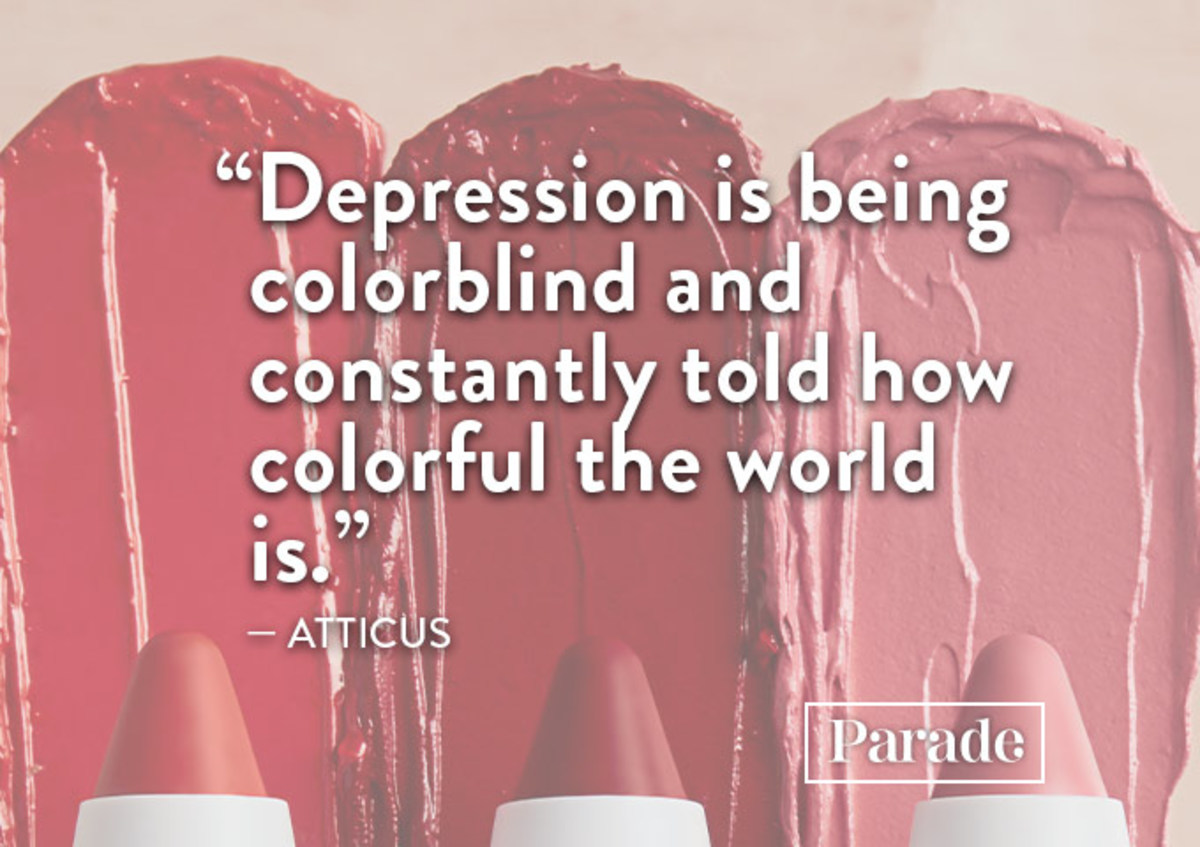 “Depression is being
colorblind and
constantly told how
colorful the world
is.”
— ATTICUS
Parade